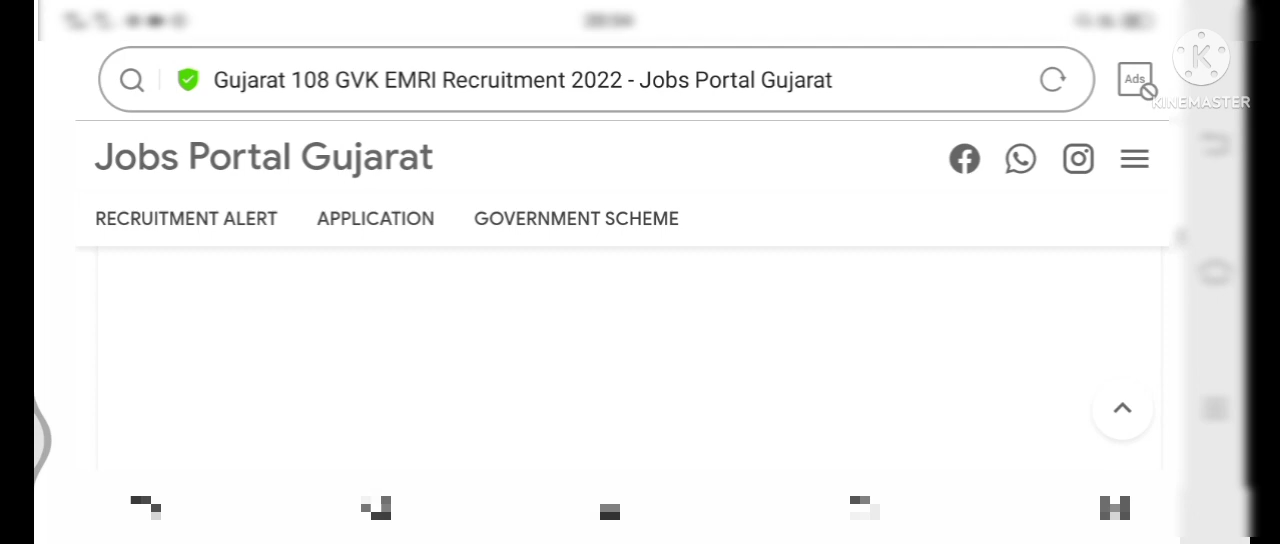 Gujarat 108 GVK EMRI Recruitment 2022 - Jobs Portal Gujarat
Ads
K
KINEMASTER
Jobs Portal Gujarat
RECRUITMENT ALERT APPLICATION GOVERNMENT SCHEME